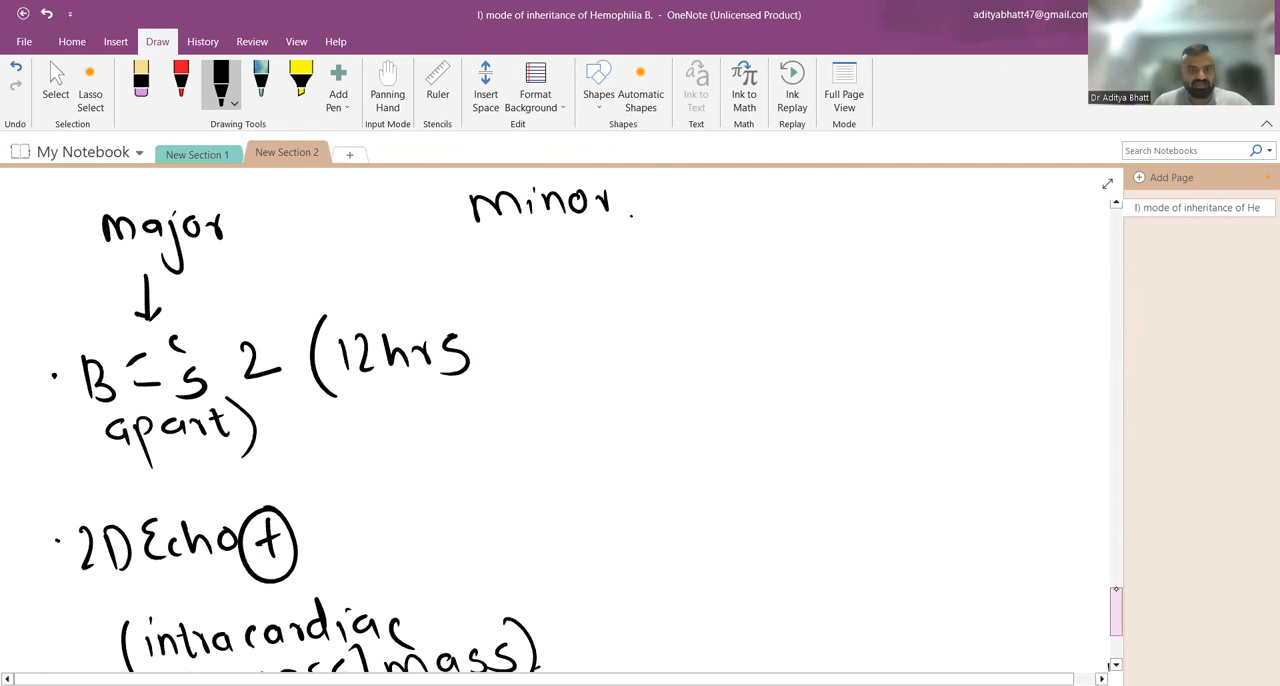 I) mode of inheritance of Hemophilia B. - OneNote (Unlicensed Product)
adityabhatt47@gmail.com
File Home Insert Draw History Review View Help
Undo
Select
Lasso Select
Selection
Add Pen
Drawing Tools
Panning Hand
Input Mode
Ruler
Stencils
Insert Space
Format Background
Edit
Shapes
Automatic Shapes
Shapes
Ink to Text
Text
Ink to Math
Math
Ink Replay
Replay
Full Page View
Mode
Dr Aditya Bhatt
My Notebook
New Section 1
New Section 2
Search Notebooks
Add Page
I) mode of inheritance of He
major
minor.
. B c/s 2 (12hrs
apart)
. 2D Echo +
(intracardiac
mass)